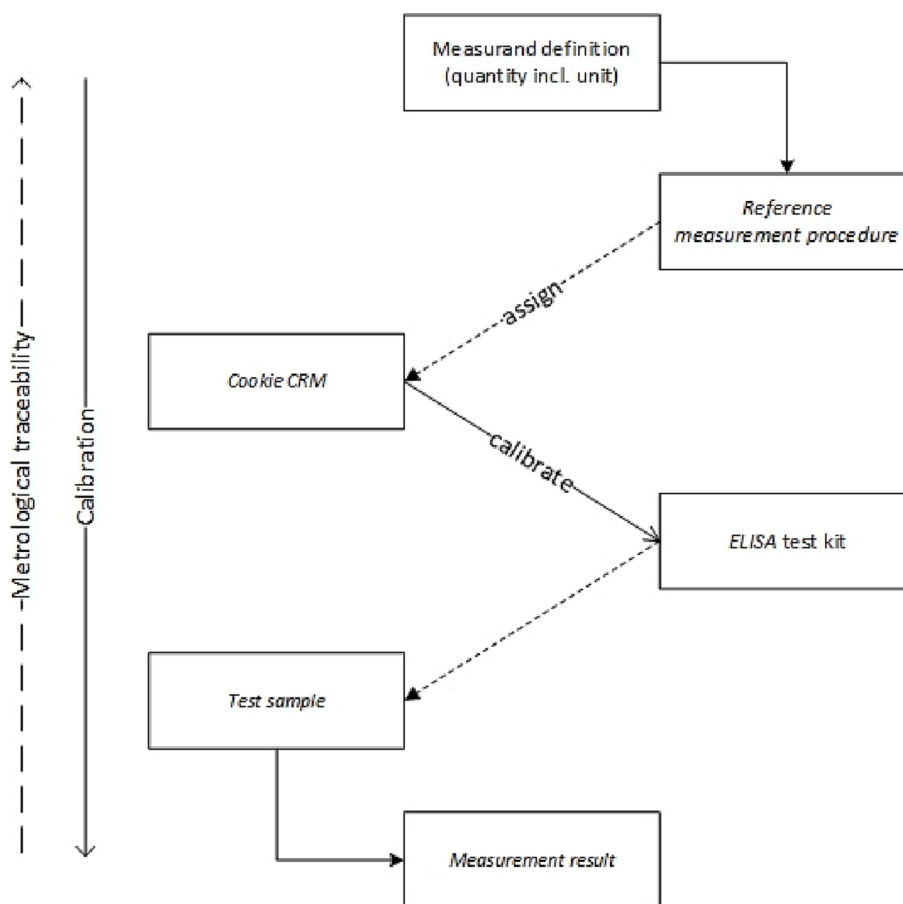 Measurand definition
(quantity incl. unit)
Reference
measurement procedure
assign
Cookie CRM
calibrate
ELISA test kit
Test sample
Measurement result
Metrological traceability
Calibration